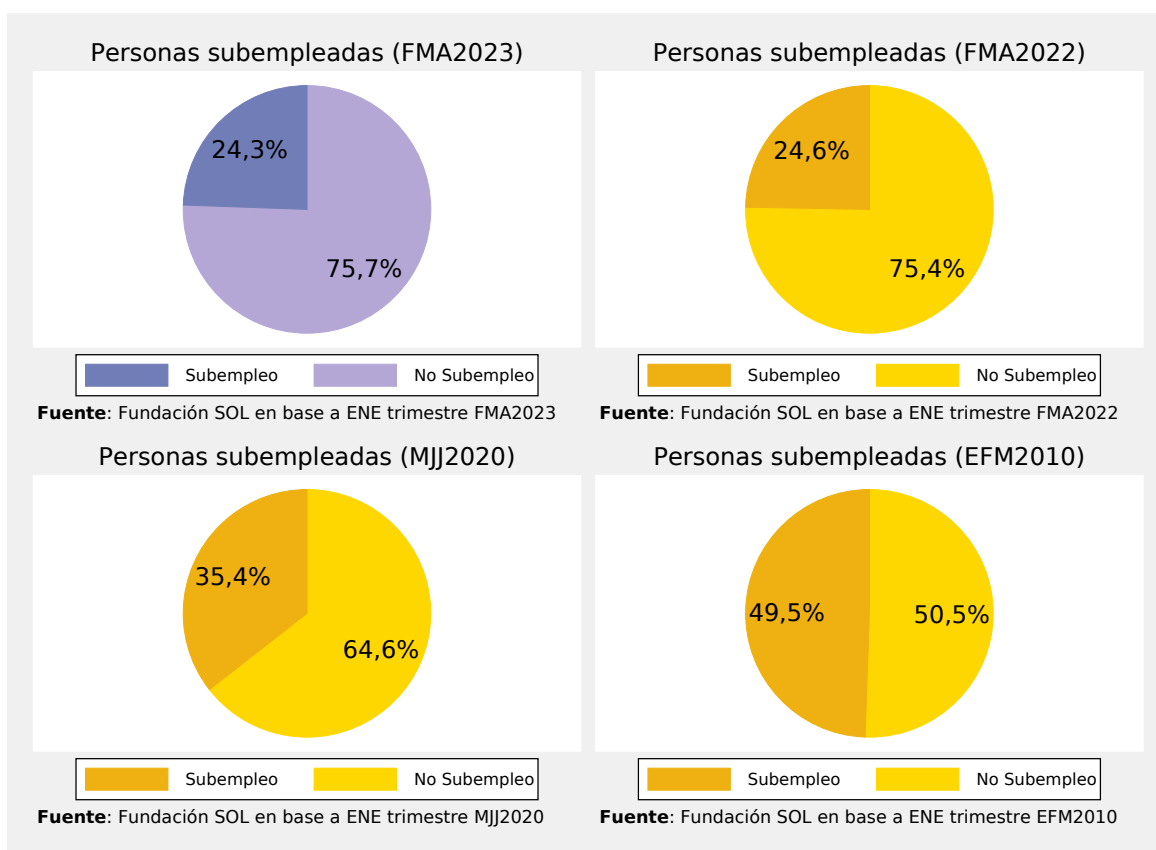 Personas subempleadas (FMA2023)
24,3%
75,7%
Subempleo No Subempleo
Fuente: Fundación SOL en base a ENE trimestre FMA2023
Personas subempleadas (FMA2022)
24,6%
75,4%
Subempleo No Subempleo
Fuente: Fundación SOL en base a ENE trimestre FMA2022
Personas subempleadas (MJJ2020)
35,4%
64,6%
Subempleo No Subempleo
Fuente: Fundación SOL en base a ENE trimestre MJJ2020
Personas subempleadas (EFM2010)
49,5%
50,5%
Subempleo No Subempleo
Fuente: Fundación SOL en base a ENE trimestre EFM2010